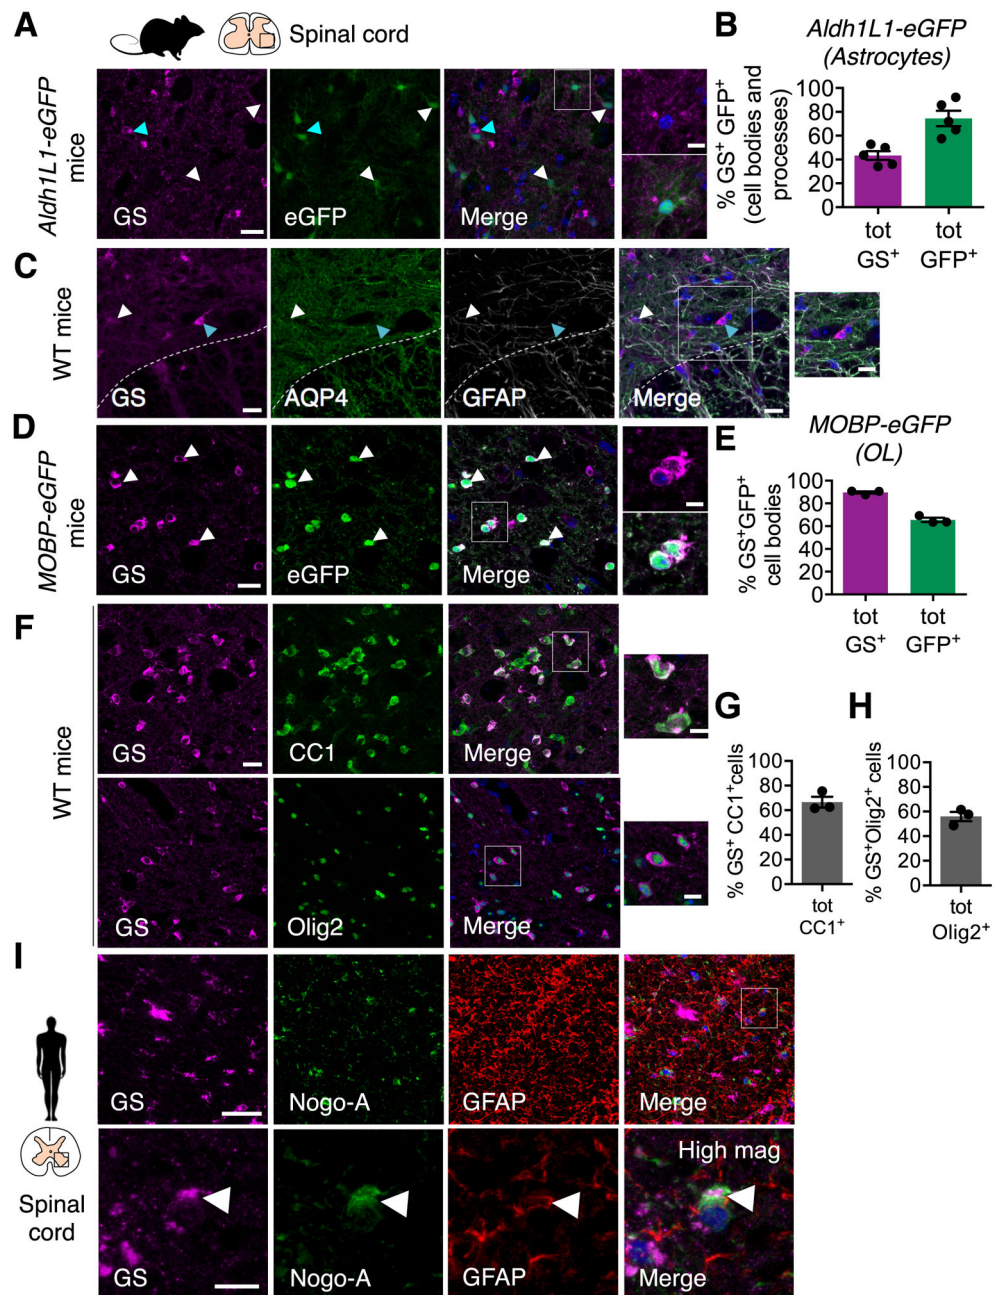 A
Spinal cord
Aldh1L1-eGFP
mice
GS
eGFP
Merge
B
Aldh1L1-eGFP
(Astrocytes)
% GS⁺ GFP⁺
(cell bodies and
processes)
100
80
60
40
20
0
tot
GS⁺
tot
GFP⁺
C
WT mice
GS
AQP4
GFAP
Merge
D
MOBP-eGFP
mice
GS
eGFP
Merge
E
MOBP-eGFP
(OL)
% GS⁺GFP⁺
cell bodies
100
80
60
40
20
0
tot
GS⁺
tot
GFP⁺
F
WT mice
GS
CC1
Merge
GS
Olig2
Merge
G
% GS⁺ CC1⁺cells
100
80
60
40
20
0
tot
CC1⁺
H
% GS⁺Olig2⁺ cells
100
80
60
40
20
0
tot
Olig2⁺
I
Spinal
cord
GS
Nogo-A
GFAP
Merge
GS
Nogo-A
GFAP
High mag
Merge